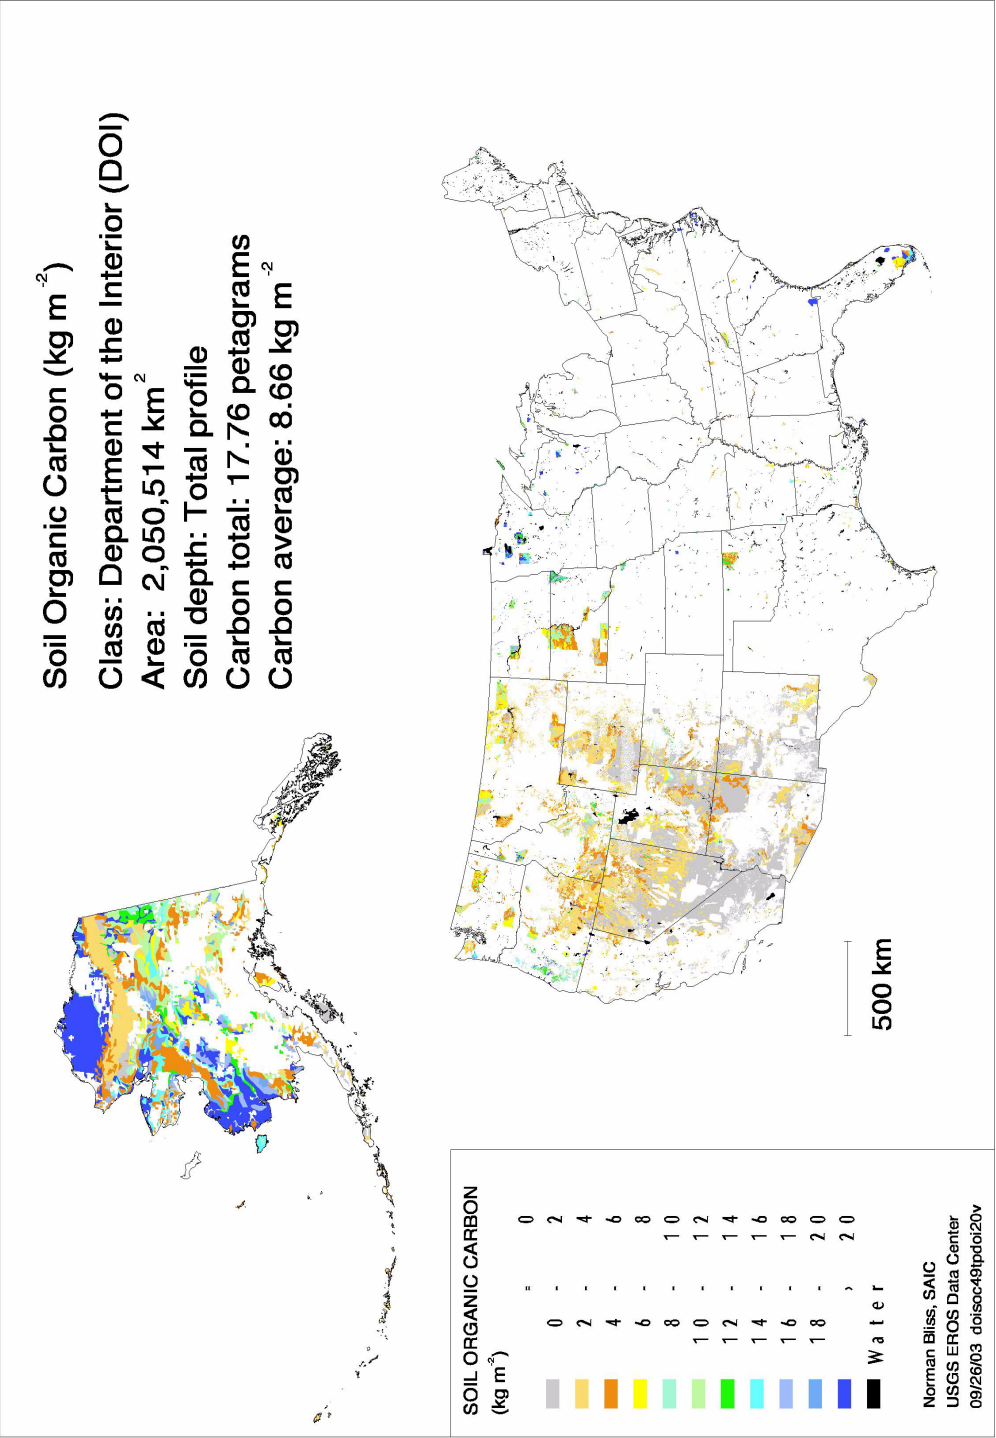 Soil Organic Carbon (kg m-2)
Class: Department of the Interior (DOI)
Area: 2,050,514 km2
Soil depth: Total profile
Carbon total: 17.76 petagrams
Carbon average: 8.66 kg m-2
500 km
SOIL ORGANIC CARBON
(kg m-2)
= 0
0 - 2
2 - 4
4 - 6
6 - 8
8 - 10
10 - 12
12 - 14
14 - 16
16 - 18
18 - 20
> 20
Water
Norman Bliss, SAIC
USGS EROS Data Center
09/26/03 doisoc49tpdoi20v